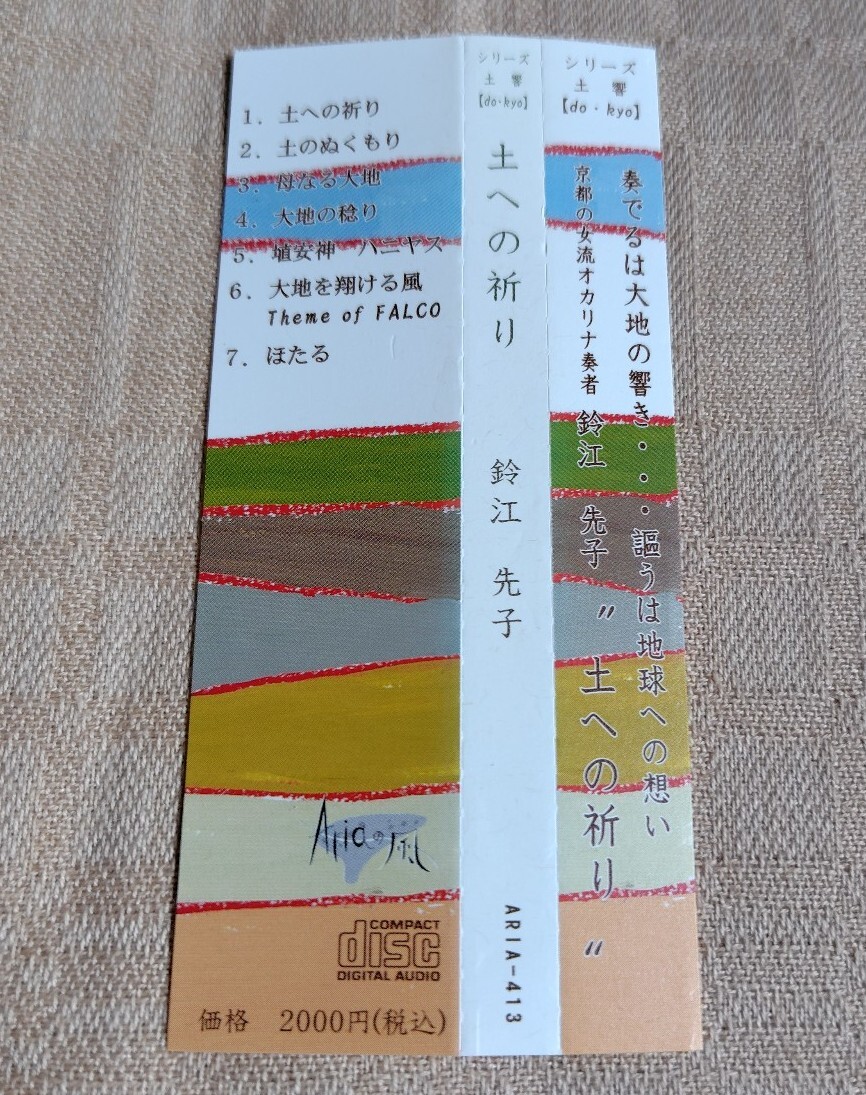 1. 土への祈り
2. 土のぬくもり
3. 母なる大地
4. 大地の稔り
5. 埴安神 ハニヤス
6. 大地を翔ける風
Theme of FALCO
7. ほたる
Ariaの風
COMPACT
disc
DIGITAL AUDIO
価格 2000円(税込)
シリーズ
土 響
【do・kyo】
土への祈り 鈴江 先子
ARIA-413
シリーズ
土 響
【do・kyo】
奏でるは大地の響き・・・謳うは地球への想い
京都の女流オカリナ奏者 鈴江 先子 〃土への祈り〃